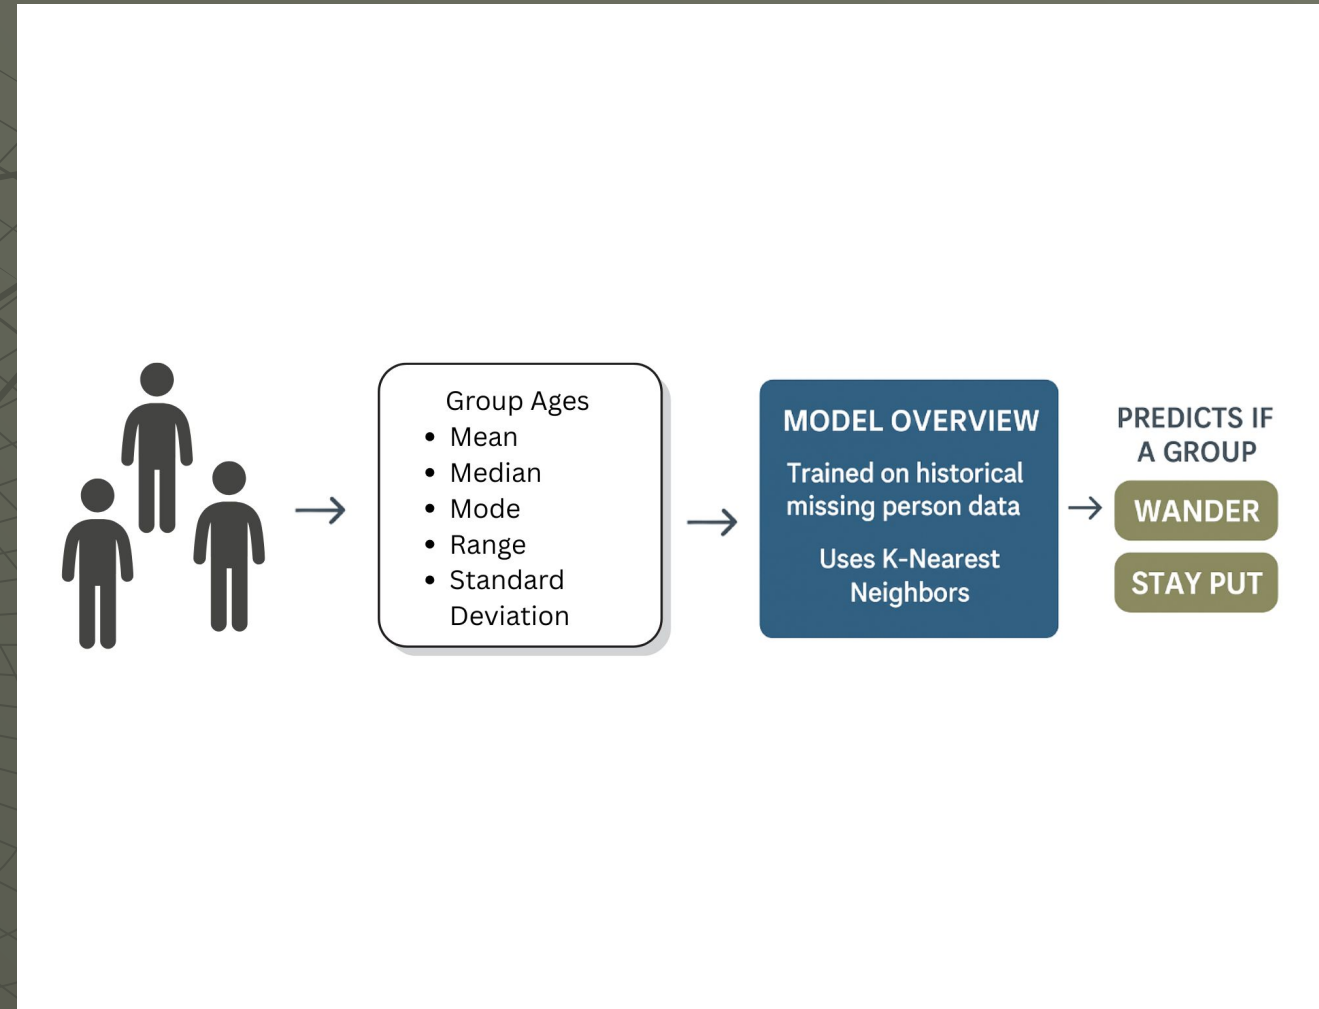 Group Ages
• Mean
• Median
• Mode
• Range
• Standard
Deviation
MODEL OVERVIEW
Trained on historical
missing person data
Uses K-Nearest
Neighbors
PREDICTS IF
A GROUP
WANDER
STAY PUT